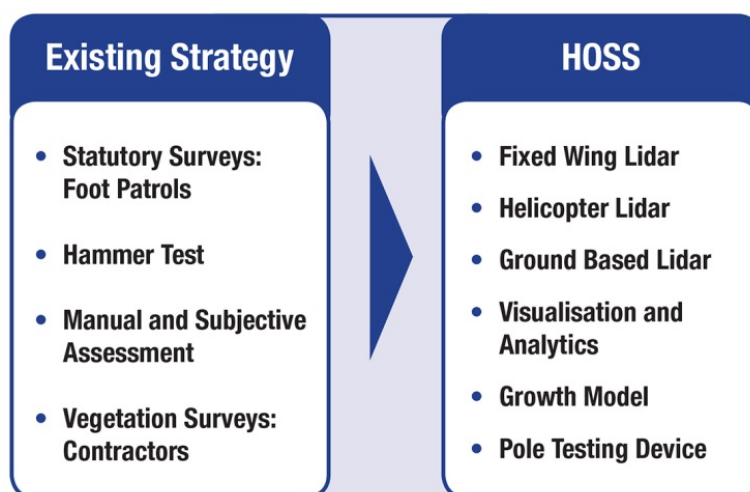 Existing Strategy
• Statutory Surveys:
Foot Patrols
• Hammer Test
• Manual and Subjective
Assessment
• Vegetation Surveys:
Contractors
HOSS
• Fixed Wing Lidar
• Helicopter Lidar
• Ground Based Lidar
• Visualisation and
Analytics
• Growth Model
• Pole Testing Device